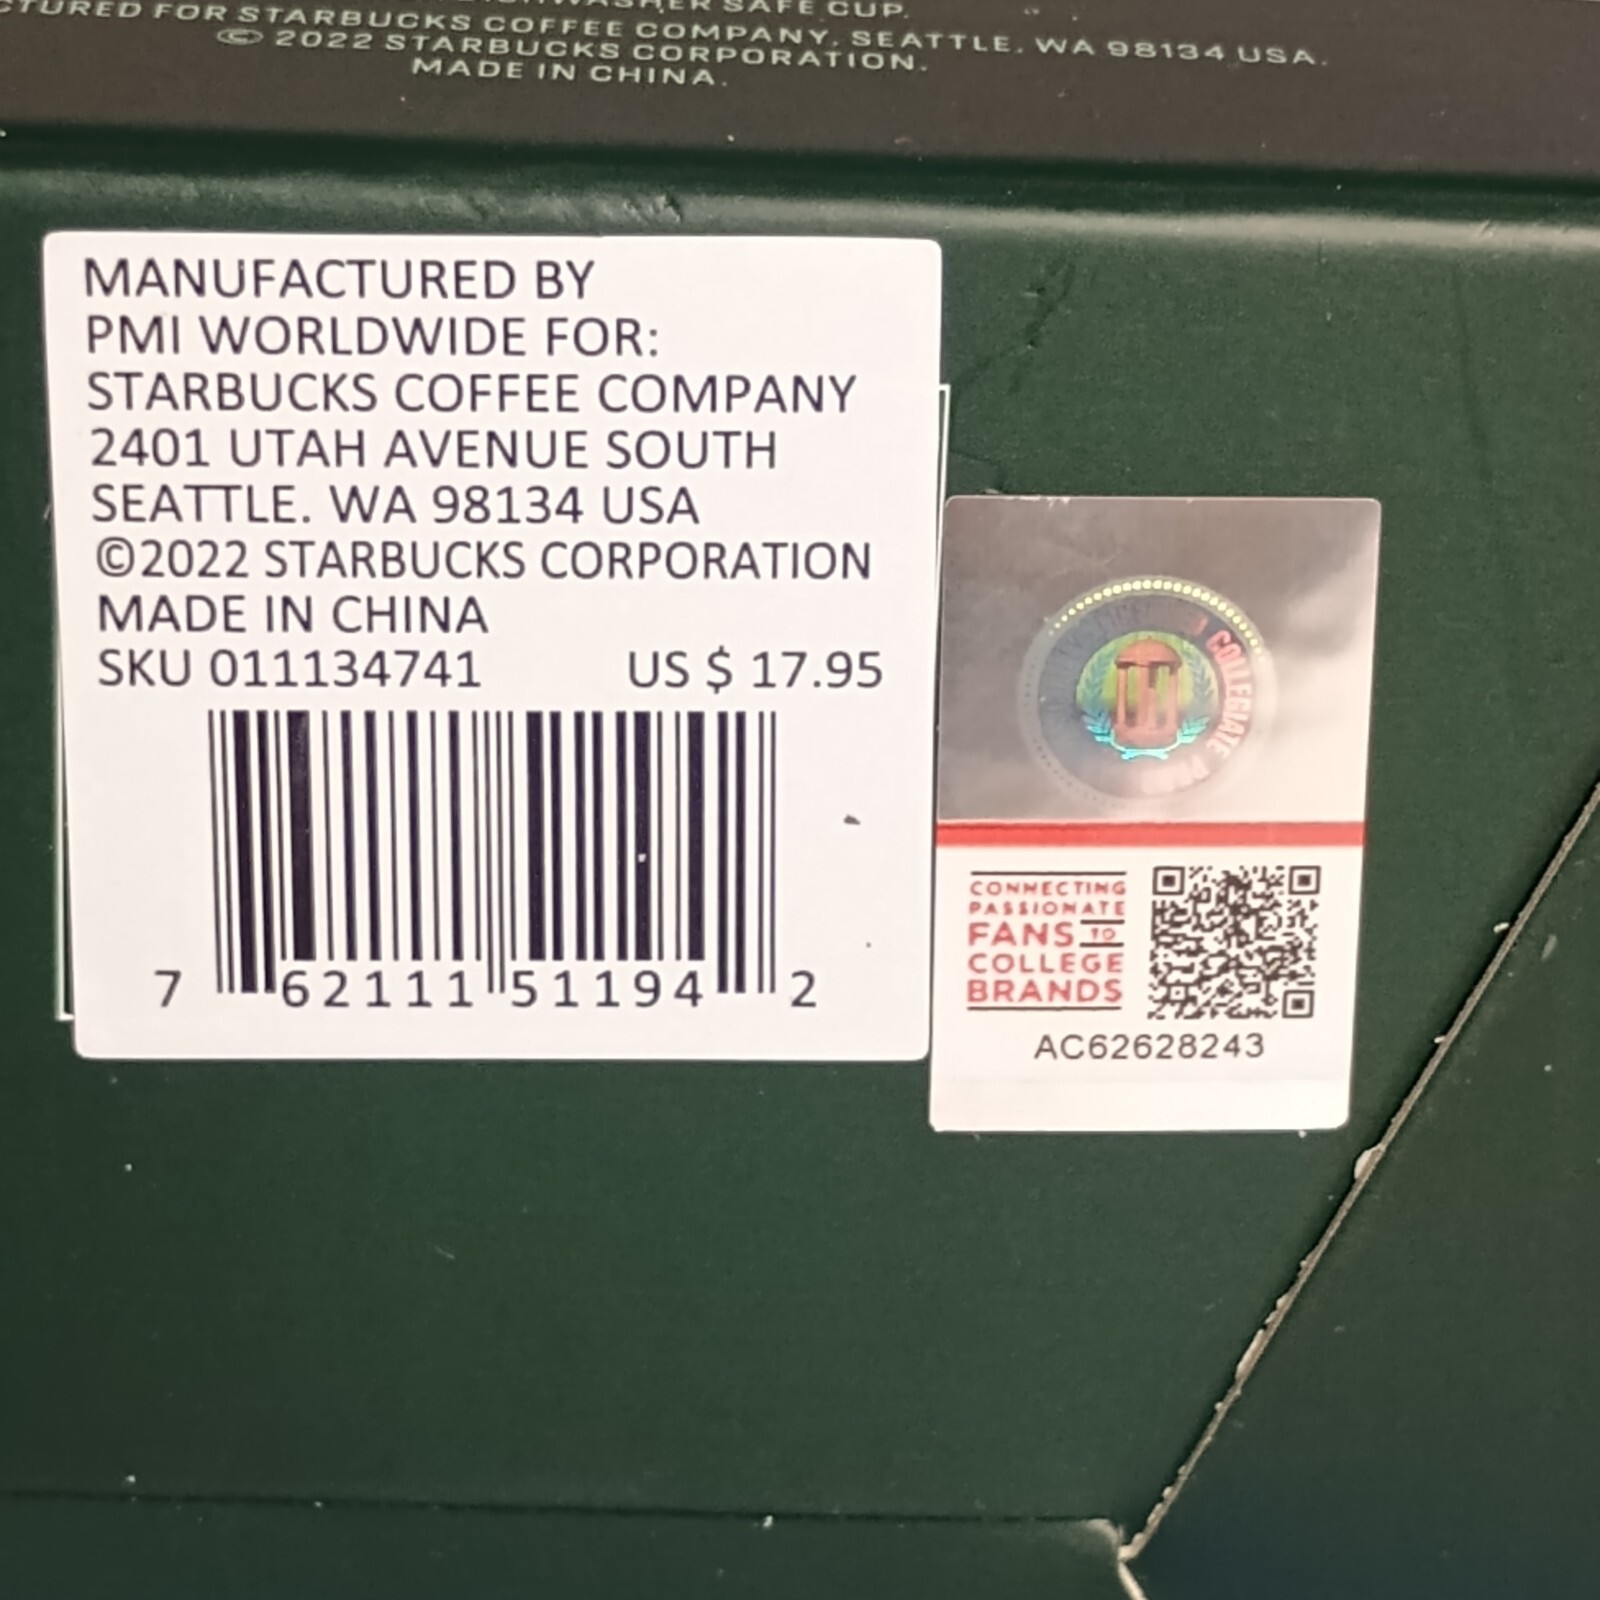 SAFE CUP.
FOR STARBUCKS COFFEE COMPANY, SEATTLE, WA 98134 USA.
© 2022 STARBUCKS CORPORATION.
MADE IN CHINA.
MANUFACTURED BY
PMI WORLDWIDE FOR:
STARBUCKS COFFEE COMPANY
2401 UTAH AVENUE SOUTH
SEATTLE. WA 98134 USA
©2022 STARBUCKS CORPORATION
MADE IN CHINA
SKU 011134741 US $ 17.95
7 62111 51194 2
COLLEGIATE
CONNECTING
PASSIONATE
FANS TO
COLLEGE
BRANDS
AC62628243